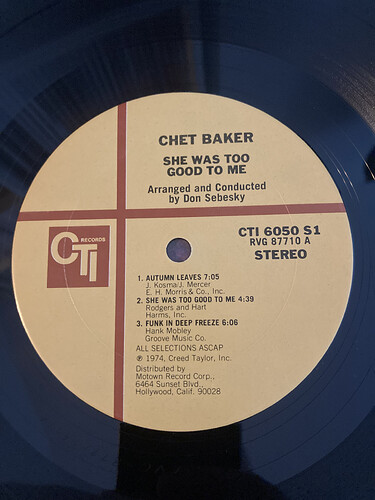 CHET BAKER
SHE WAS TOO
GOOD TO ME
Arranged and Conducted
by Don Sebesky
CTI RECORDS
CTI 6050 S1
RVG 87710 A
STEREO
1. AUTUMN LEAVES 7:05
J. Kosma/J. Mercer
E. H. Morris & Co., Inc.
2. SHE WAS TOO GOOD TO ME 4:39
Rodgers and Hart
Harms, Inc.
3. FUNK IN DEEP FREEZE 6:06
Hank Mobley
Groove Music Co.
ALL SELECTIONS ASCAP
℗ 1974, Creed Taylor, Inc.
Distributed by
Motown Record Corp.,
6464 Sunset Blvd.,
Hollywood, Calif. 90028